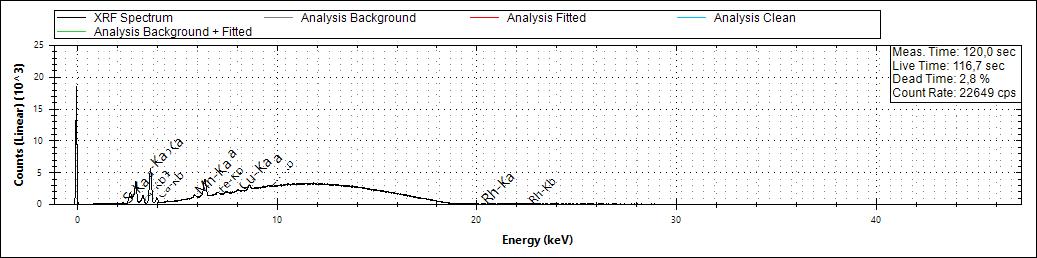 XRF Spectrum Analysis Background Analysis Fitted Analysis Clean
Analysis Background + Fitted
Meas. Time: 120,0 sec
Live Time: 116,7 sec
Dead Time: 2,8 %
Count Rate: 22649 cps
Counts (Linear) (10^3)
25
20
15
10
5
0
Mn-Ka
Cu-Ka
Rh-Ka
Rh-Kb
0 10 20 30 40
Energy (keV)